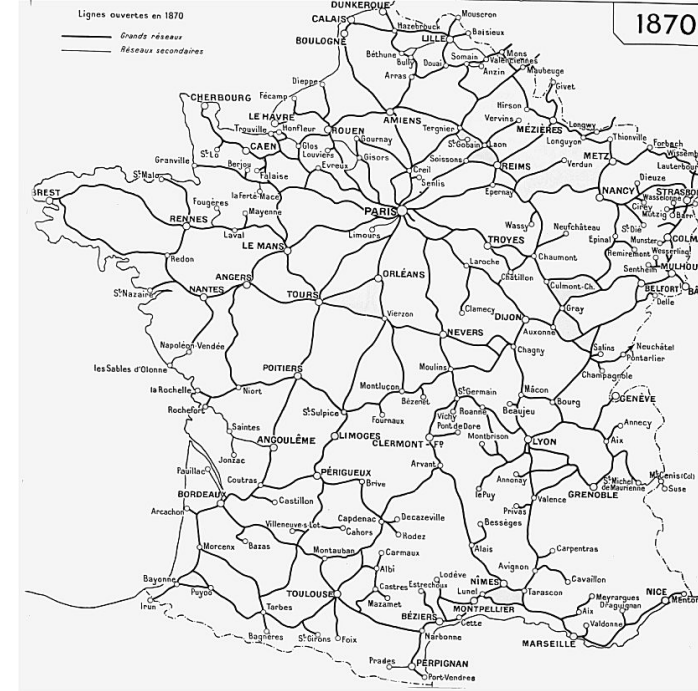 Lignes ouvertes en 1870
Grands réseaux
Réseaux secondaires
1870
DUNKERQUE
CALAIS
BOULOGNE
Hazebrouck
Mouscron
LILLE
Baisieux
Béthune
Bully
Douai
Somain
Mons
Valenciennes
Anzin
Maubeuge
Arras
Givet
Dieppe
Fécamp
CHERBOURG
LE HAVRE
Trouville
Honfleur
ROUEN
AMIENS
Hirson
Vervins
MÉZIÈRES
Longwy
Longuyon
Thionville
Forbach
Wissemb
Lauterbou
Gournay
Tergnier
St Gobain
Laon
CAEN
Glos
Louviers
Evreux
Gisors
Creil
Senlis
Soissons
REIMS
Verdun
METZ
St Lo
Granville
Berjou
Falaise
la ferté-Macé
Epernay
NANCY
Dieuze
STRASBO
Wasselonne
Cirey
Mutzig
Barr
BREST
St Malo
Fougères
Mayenne
RENNES
Laval
LE MANS
PARIS
Limours
Wassy
Neufchâteau
TROYES
Chaumont
Epinal
St Dié
Munster
COLM
Remiremont
Wesserling
Sentheim
MULHOU
Redon
ANGERS
ORLÉANS
Laroche
Châtillon
Culmont-Ch.
BELFORT
BÂ
Delle
St Nazaire
NANTES
TOURS
Vierzon
Clamecy
DIJON
Gray
Auxonne
NEVERS
Chagny
Salins
Neuchâtel
Pontarlier
Champagnole
Napoléon-Vendée
les Sables d'Olonne
POITIERS
Moulins
Montluçon
Bézenet
Fournaux
St Germain
Mâcon
Bourg
GENÈVE
la Rochelle
Rochefort
Niort
St Sulpice
Vichy
Roanne
Beaujeu
Annecy
Saintes
ANGOULÊME
LIMOGES
CLERMONT-Fd
Pont de Dore
Montbrison
LYON
Aix
Jonzac
Pauillac
Coutras
PÉRIGUEUX
Brive
Arvant
le Puy
Annonay
Privas
Valence
GRENOBLE
St Michel
de Maurienne
Mt Cenis (Col)
Suse
BORDEAUX
Arcachon
Castillon
Villeneuve-s-Lot
Capdenac
Decazeville
Cahors
Rodez
Bessèges
Morcenx
Bazas
Montauban
Carmaux
Albi
Alais
Avignon
Carpentras
Cavaillon
Bayonne
Irun
Puyoo
Tarbes
TOULOUSE
Castres
Mazamet
Estrechoux
Lodève
NÎMES
Lunel
Tarascon
Meyrargues
Draguignan
NICE
Menton
MONTPELLIER
BÉZIERS
Cette
Aix
Valdonne
MARSEILLE
Bagnères
St Girons
Foix
Narbonne
Prades
PERPIGNAN
Port-Vendres